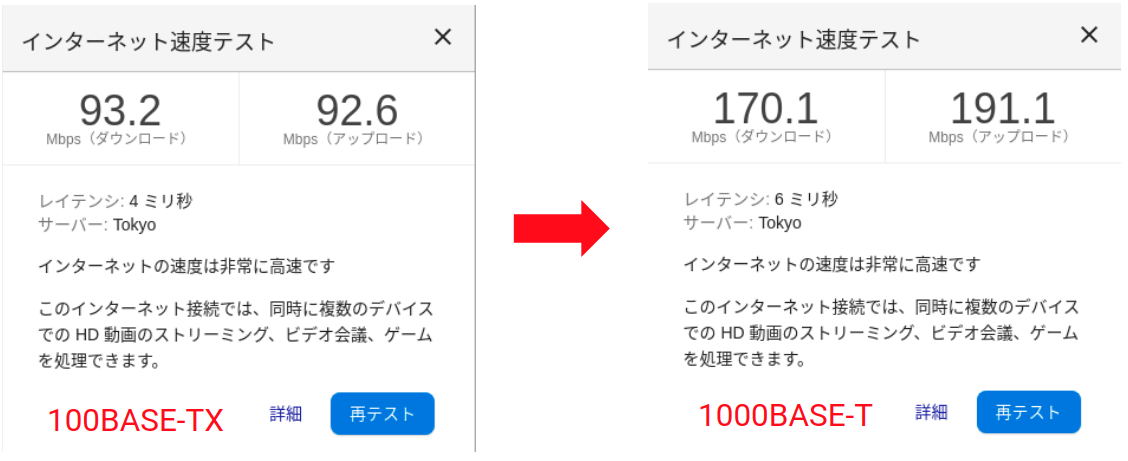 インターネット速度テスト ×
93.2 92.6
Mbps（ダウンロード） Mbps（アップロード）
レイテンシ: 4 ミリ秒
サーバー: Tokyo
インターネットの速度は非常に高速です
このインターネット接続では、同時に複数のデバイス
での HD 動画のストリーミング、ビデオ会議、ゲーム
を処理できます。
100BASE-TX 詳細 再テスト
インターネット速度テスト ×
170.1 191.1
Mbps（ダウンロード） Mbps（アップロード）
レイテンシ: 6 ミリ秒
サーバー: Tokyo
インターネットの速度は非常に高速です
このインターネット接続では、同時に複数のデバイス
での HD 動画のストリーミング、ビデオ会議、ゲーム
を処理できます。
1000BASE-T 詳細 再テスト